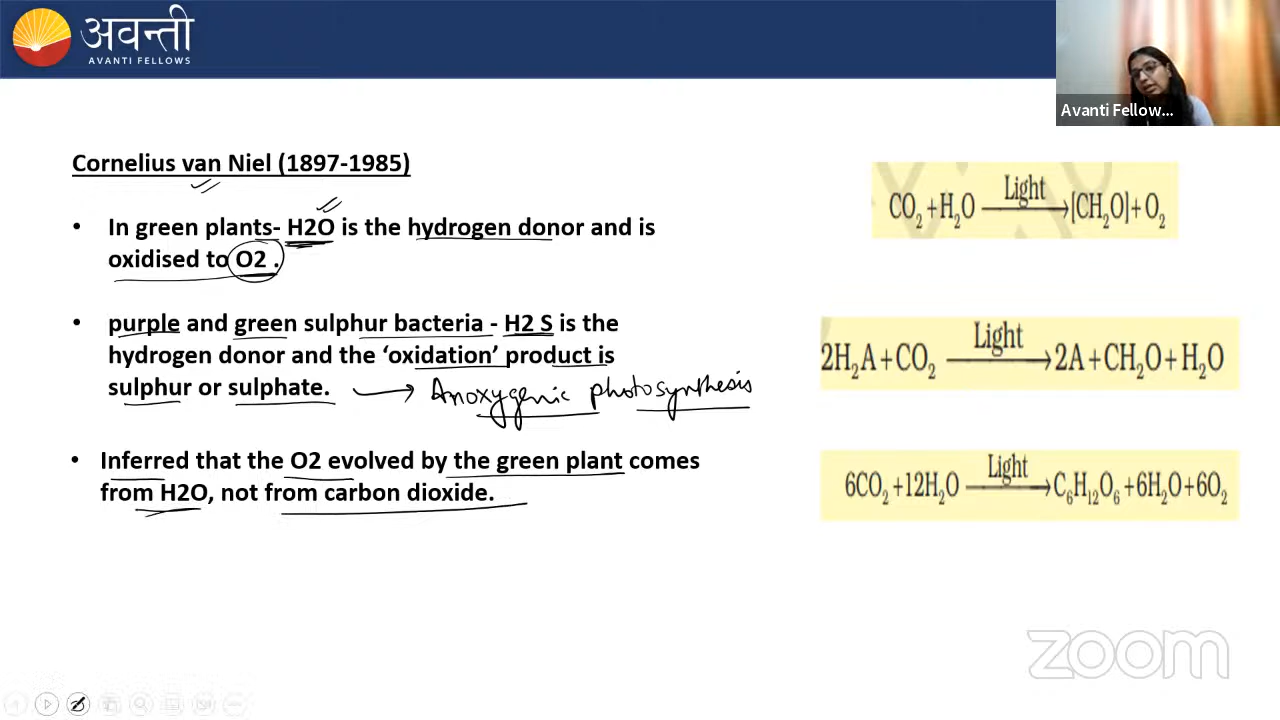 अवन्ती
AVANTI FELLOWS
Avanti Fellow...
Cornelius van Niel (1897-1985)
• In green plants- H2O is the hydrogen donor and is
oxidised to O2 .
• purple and green sulphur bacteria - H2 S is the
hydrogen donor and the ‘oxidation’ product is
sulphur or sulphate.
Anoxygenic photosynthesis
• Inferred that the O2 evolved by the green plant comes
from H2O, not from carbon dioxide.
CO₂ + H₂O Light ⟶ [CH₂O] + O₂
2H₂A + CO₂ Light ⟶ 2A + CH₂O + H₂O
6CO₂ + 12H₂O Light ⟶ C₆H₁₂O₆ + 6H₂O + 6O₂
zoom